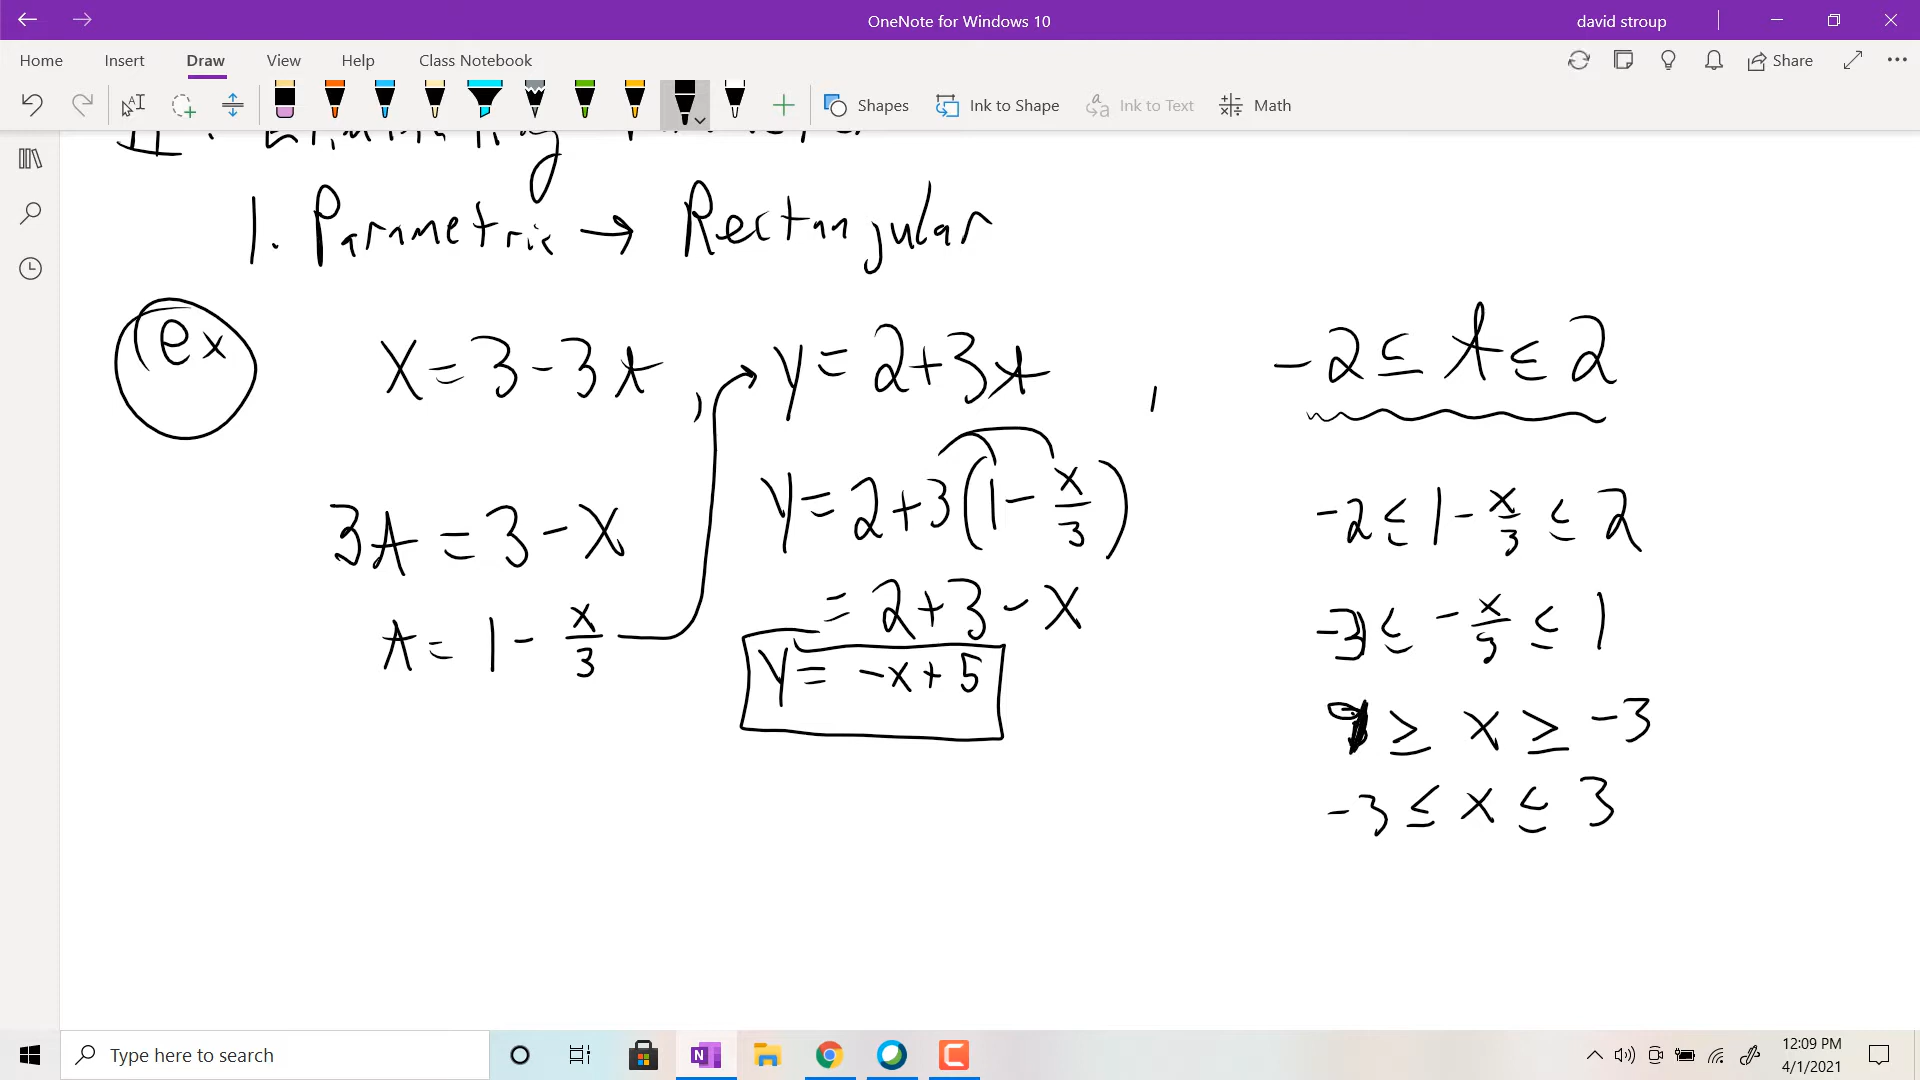 OneNote for Windows 10
david stroup
Home Insert Draw View Help Class Notebook
Share
Shapes Ink to Shape Ink to Text Math
1. Parametric → Rectangular
ex
x = 3 - 3t , y = 2 + 3t , -2 ≤ t ≤ 2
3t = 3 - x
t = 1 - x/3
y = 2 + 3(1 - x/3)
= 2 + 3 - x
y = -x + 5
-2 ≤ 1 - x/3 ≤ 2
-3 ≤ -x/3 ≤ 1
≥ x ≥ -3
-3 ≤ x ≤ 3
Type here to search
12:09 PM
4/1/2021